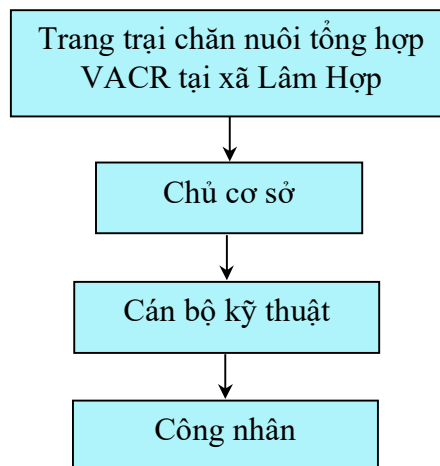 Trang trại chăn nuôi tổng hợp
VACR tại xã Lâm Hợp
Chủ cơ sở
Cán bộ kỹ thuật
Công nhân